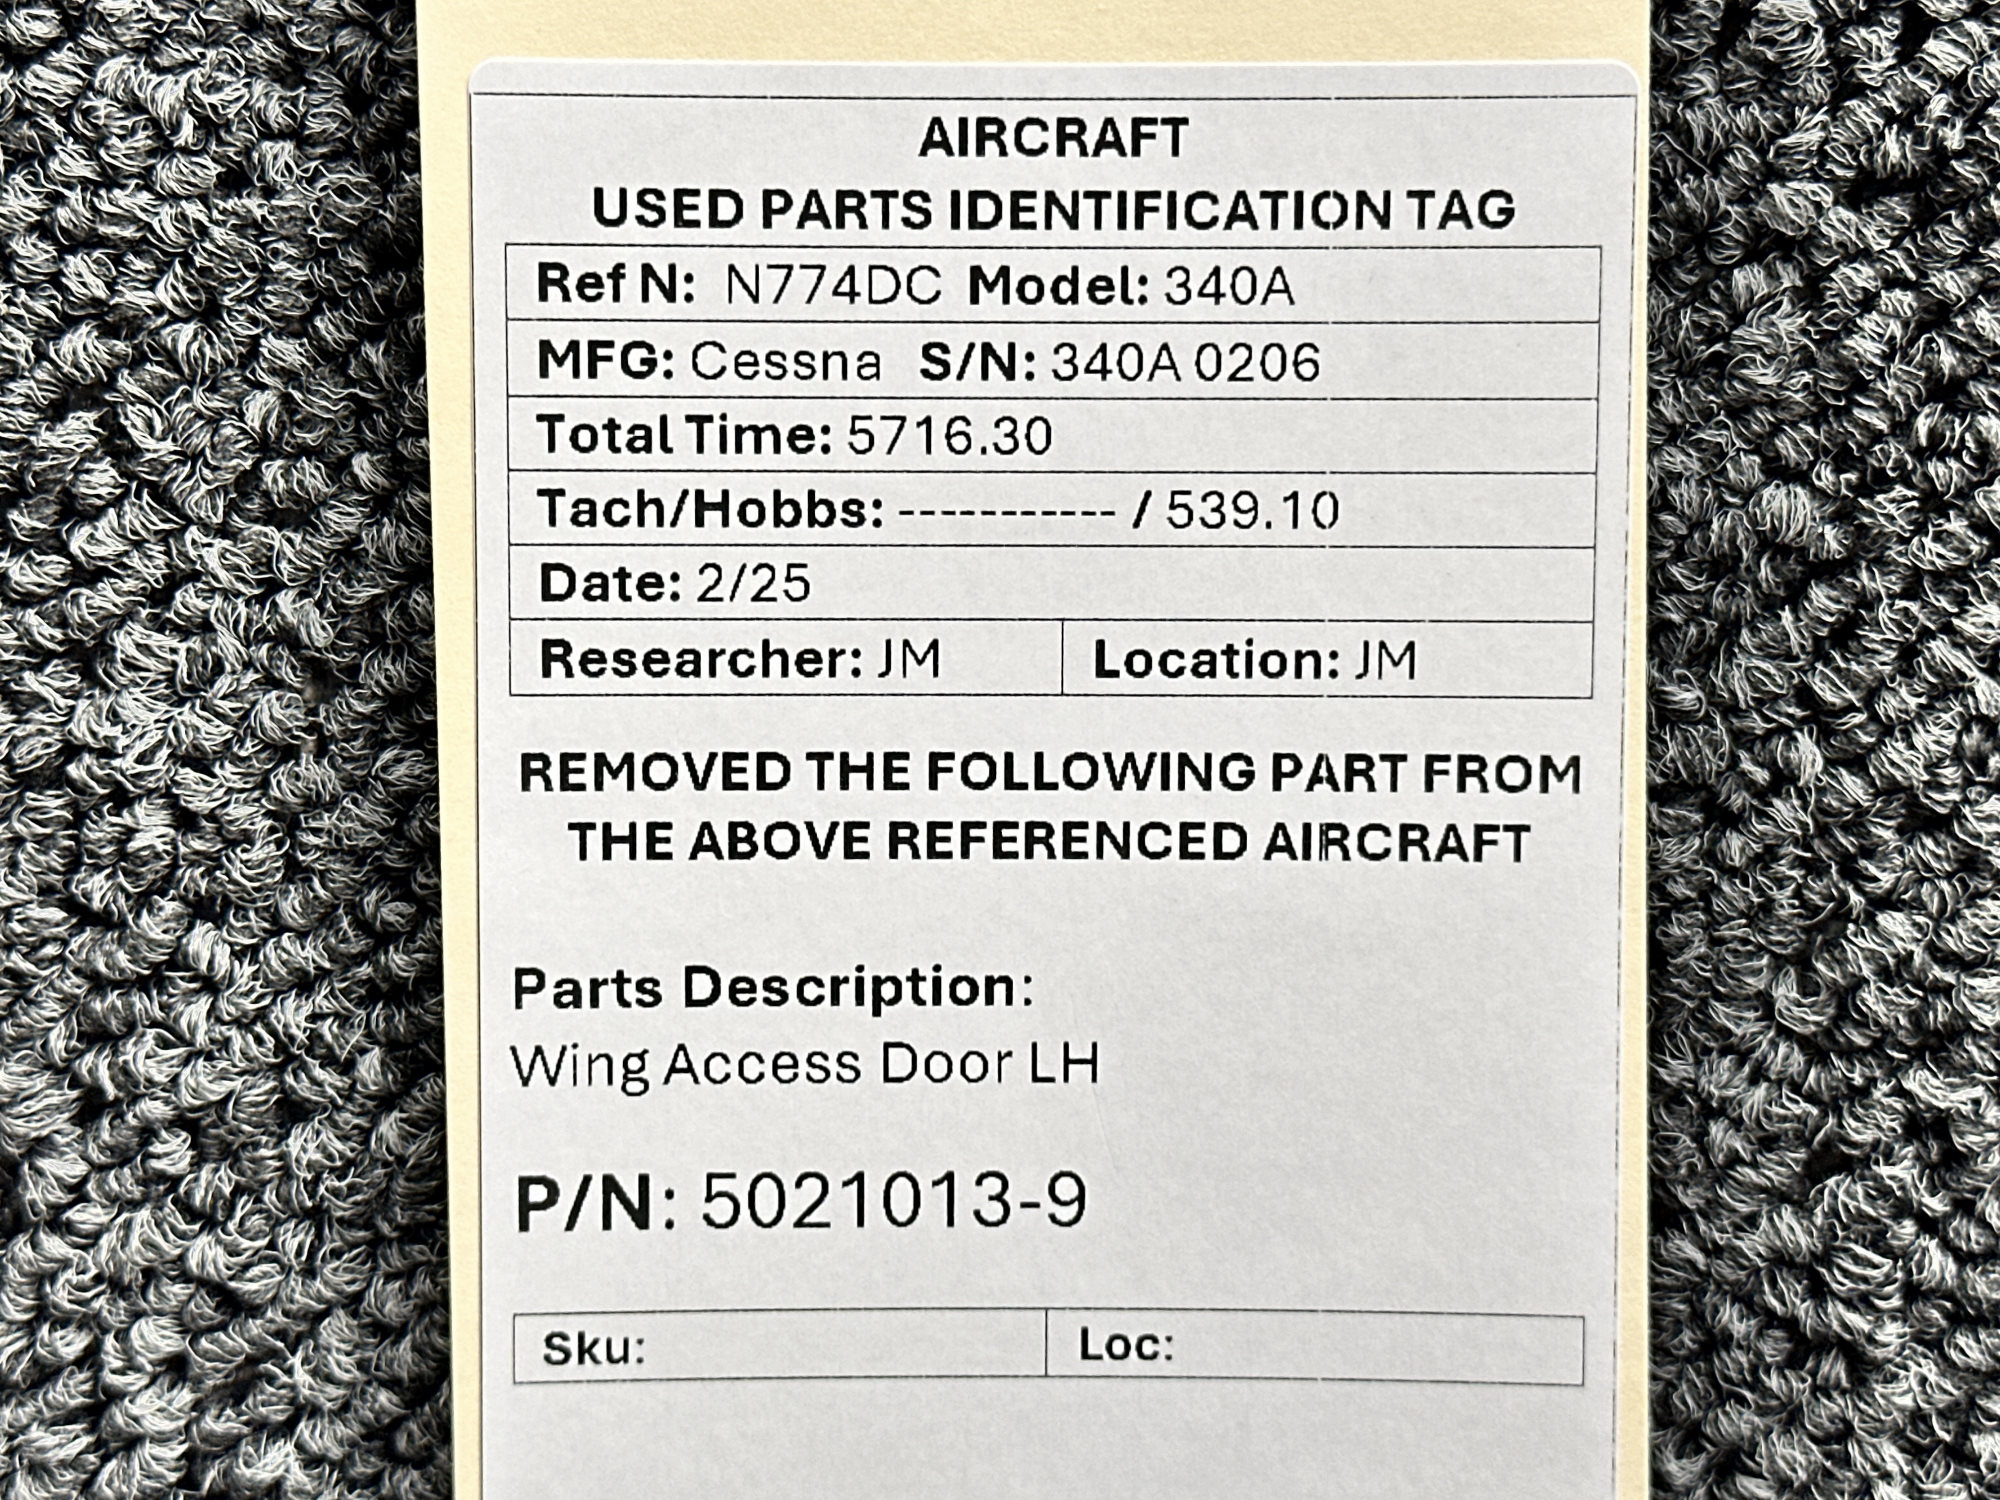 AIRCRAFT
USED PARTS IDENTIFICATION TAG
Ref N: N774DC Model: 340A
MFG: Cessna S/N: 340A 0206
Total Time: 5716.30
Tach/Hobbs: ----------- / 539.10
Date: 2/25
Researcher: JM Location: JM
REMOVED THE FOLLOWING PART FROM
THE ABOVE REFERENCED AIRCRAFT
Parts Description:
Wing Access Door LH
P/N: 5021013-9
Sku: Loc: